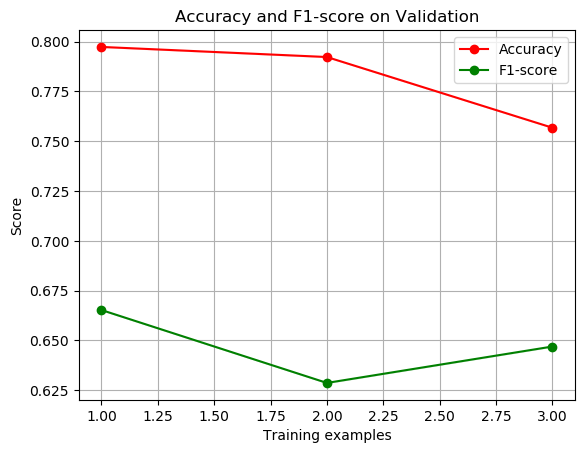 Accuracy and F1-score on Validation
Accuracy
F1-score
0.800
0.775
0.750
0.725
0.700
0.675
0.650
0.625
Score
1.00 1.25 1.50 1.75 2.00 2.25 2.50 2.75 3.00
Training examples